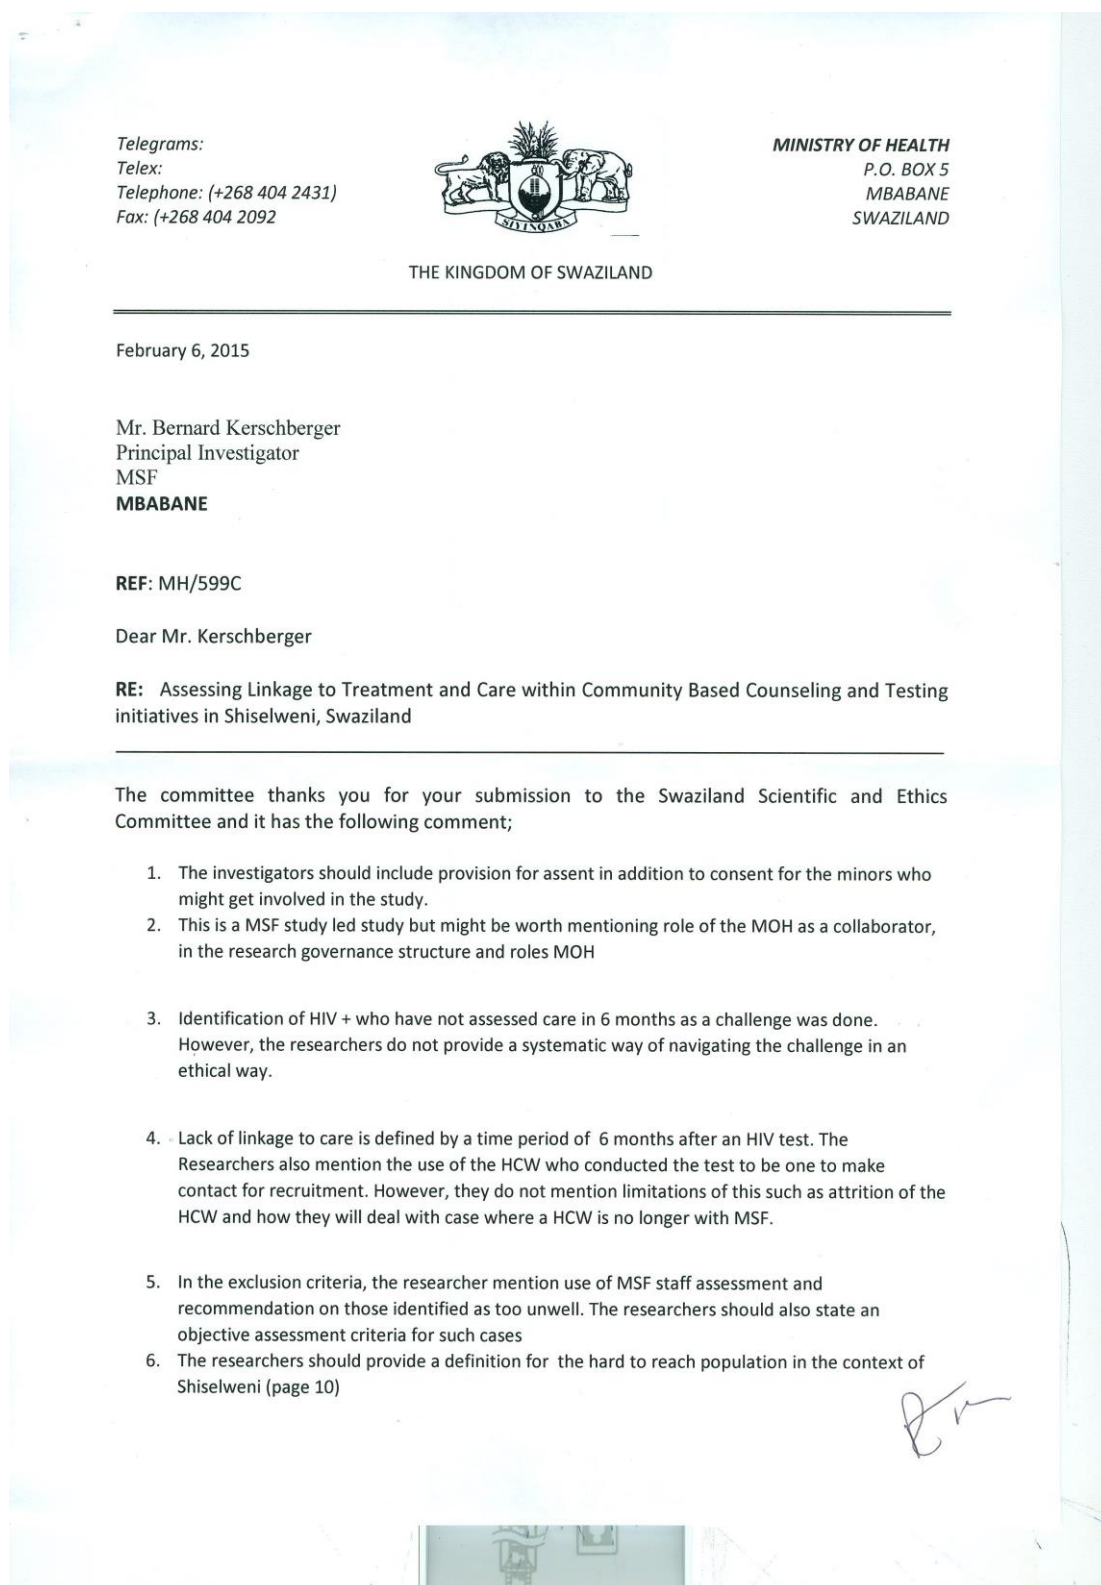 Telegrams:
Telex:
Telephone: (+268 404 2431)
Fax: (+268 404 2092
MINISTRY OF HEALTH
P.O. BOX 5
MBABANE
SWAZILAND
SIYINQABA
THE KINGDOM OF SWAZILAND
February 6, 2015
Mr. Bernard Kerschberger
Principal Investigator
MSF
MBABANE
REF: MH/599C
Dear Mr. Kerschberger
RE: Assessing Linkage to Treatment and Care within Community Based Counseling and Testing
initiatives in Shiselweni, Swaziland
The committee thanks you for your submission to the Swaziland Scientific and Ethics
Committee and it has the following comment;
1. The investigators should include provision for assent in addition to consent for the minors who
might get involved in the study.
2. This is a MSF study led study but might be worth mentioning role of the MOH as a collaborator,
in the research governance structure and roles MOH
3. Identification of HIV + who have not assessed care in 6 months as a challenge was done.
However, the researchers do not provide a systematic way of navigating the challenge in an
ethical way.
4. Lack of linkage to care is defined by a time period of 6 months after an HIV test. The
Researchers also mention the use of the HCW who conducted the test to be one to make
contact for recruitment. However, they do not mention limitations of this such as attrition of the
HCW and how they will deal with case where a HCW is no longer with MSF.
5. In the exclusion criteria, the researcher mention use of MSF staff assessment and
recommendation on those identified as too unwell. The researchers should also state an
objective assessment criteria for such cases
6. The researchers should provide a definition for the hard to reach population in the context of
Shiselweni (page 10)